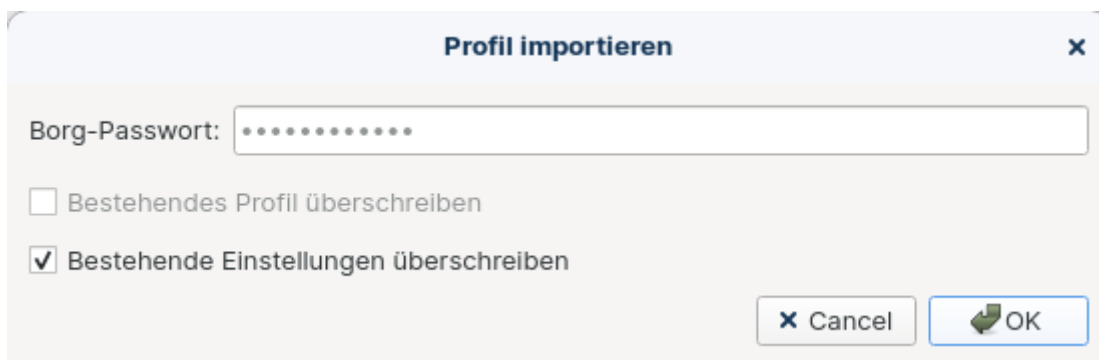 Profil importieren
Borg-Passwort: ••••••••••••
Bestehendes Profil überschreiben
Bestehende Einstellungen überschreiben
Cancel OK